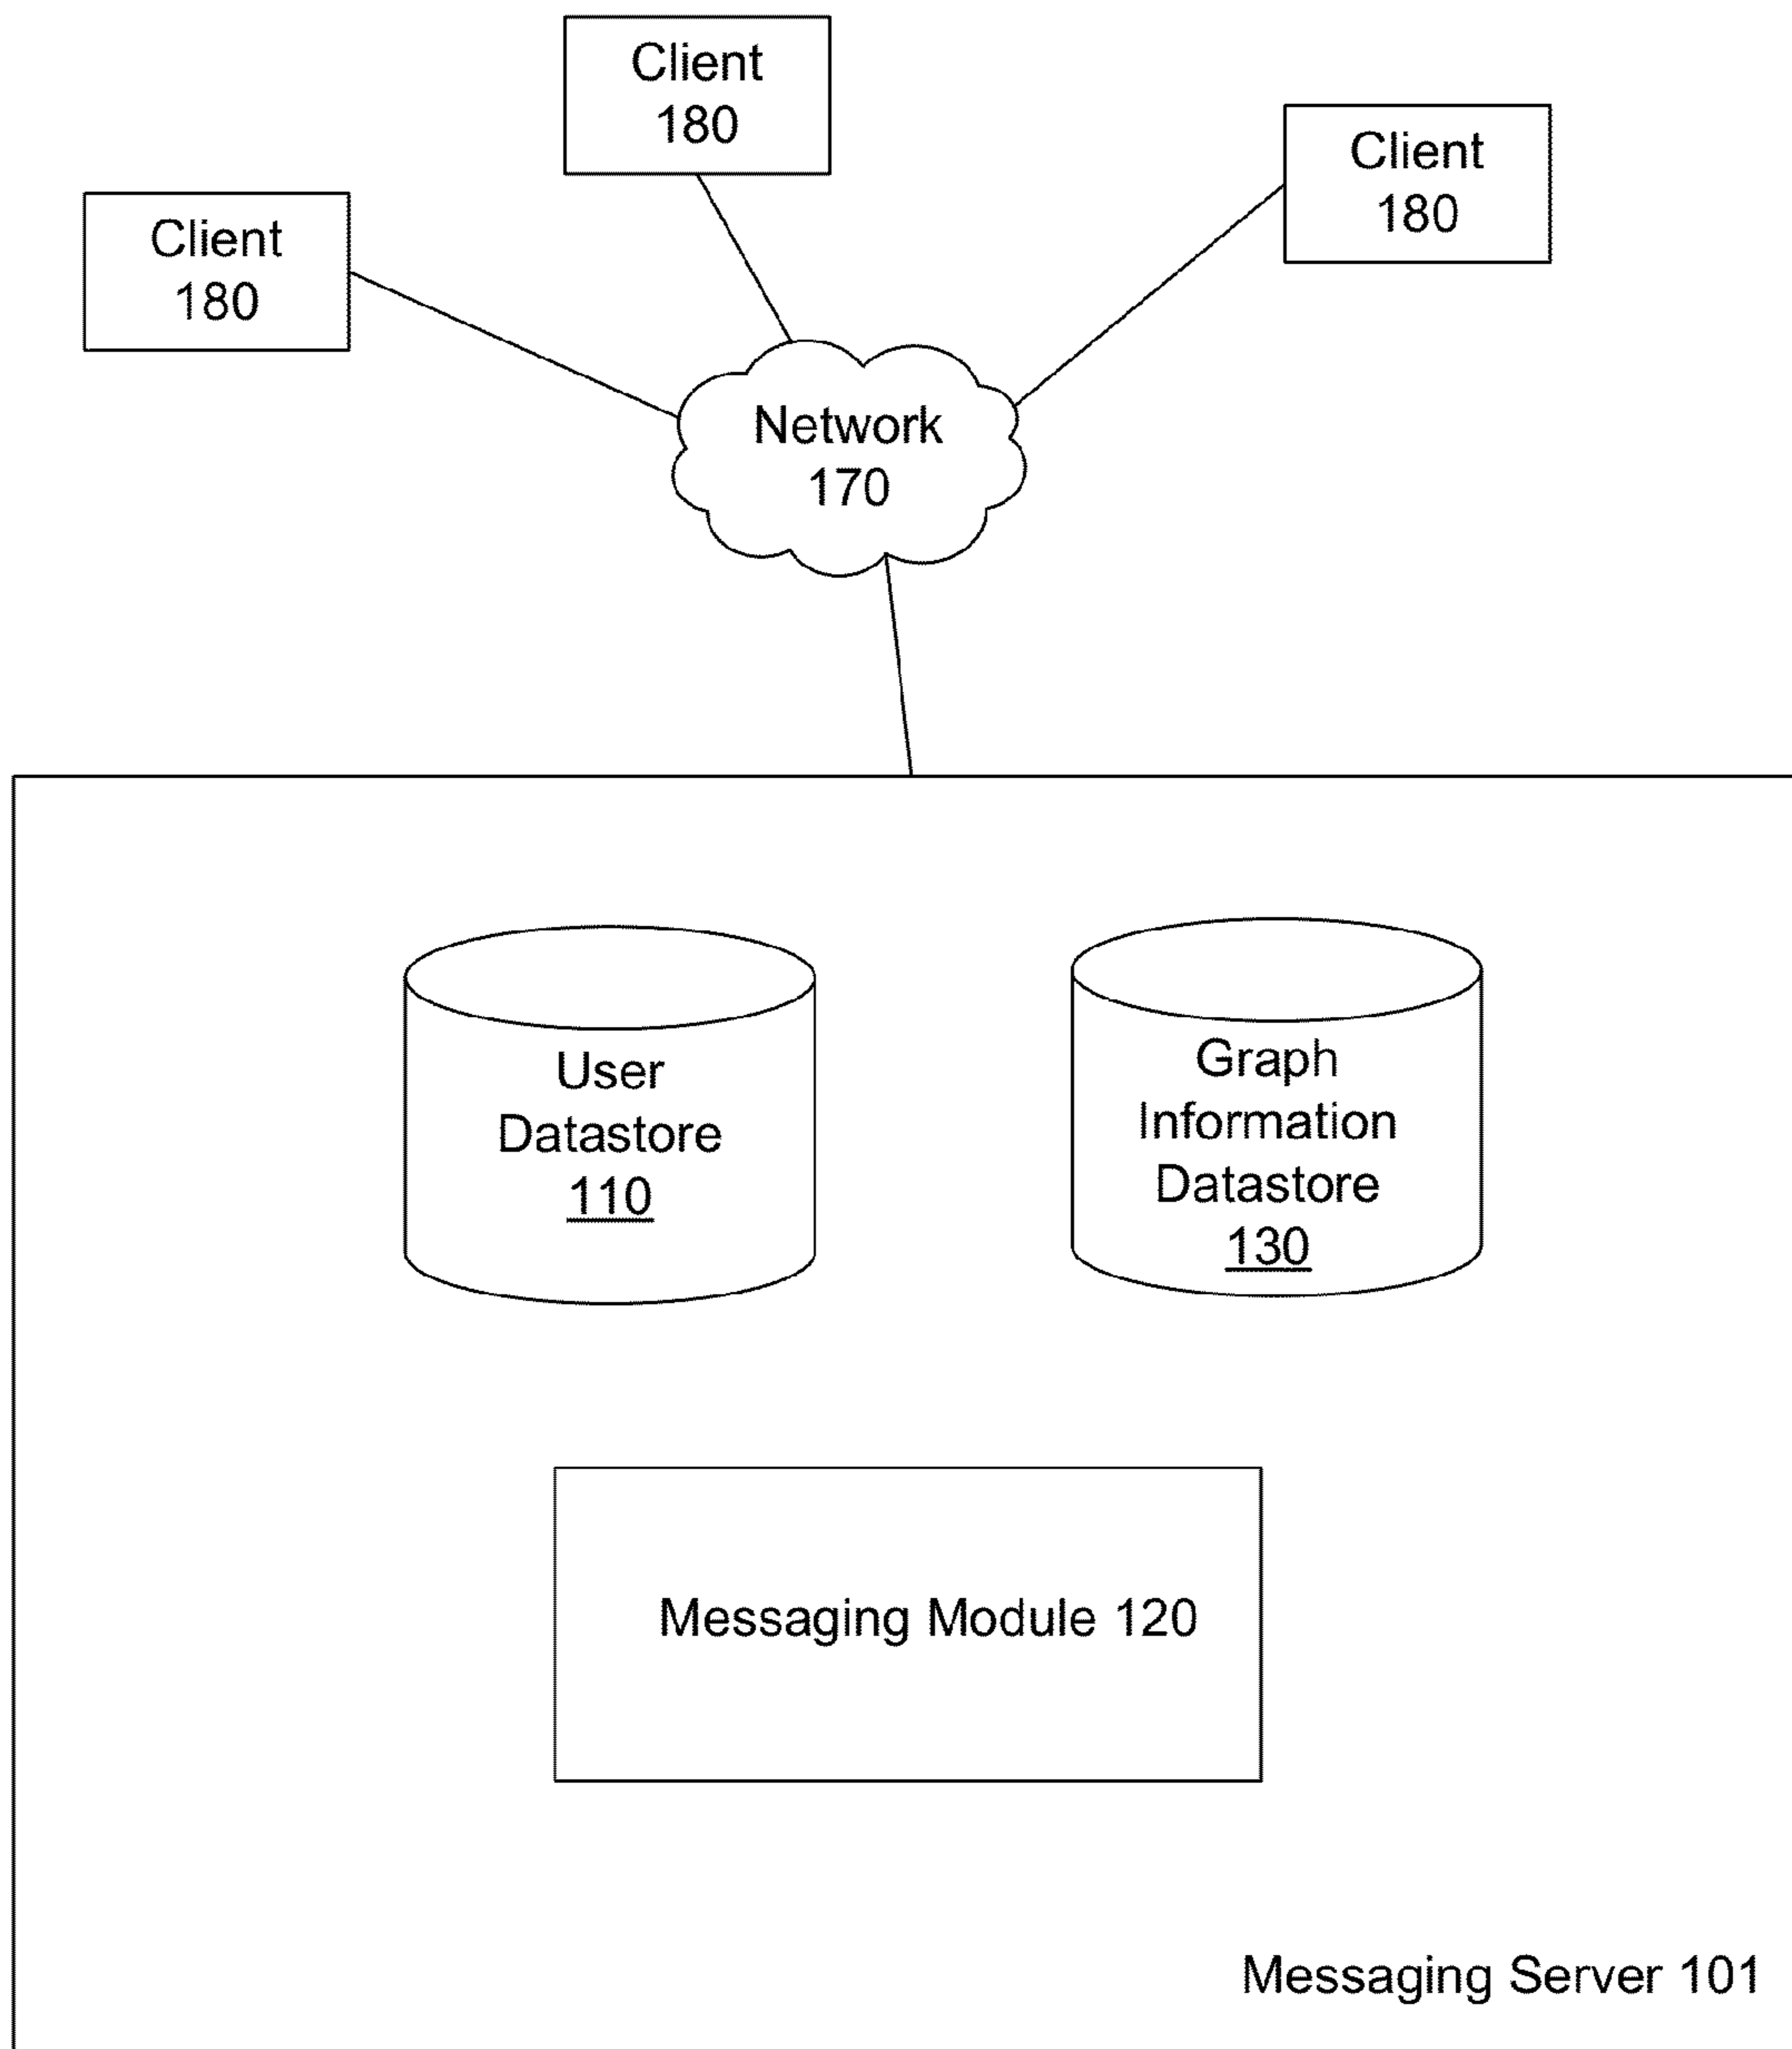 Client
180
Client
180
Client
180
Network
170
User
Datastore
110
Graph
Information
Datastore
130
Messaging Module 120
Messaging Server 101